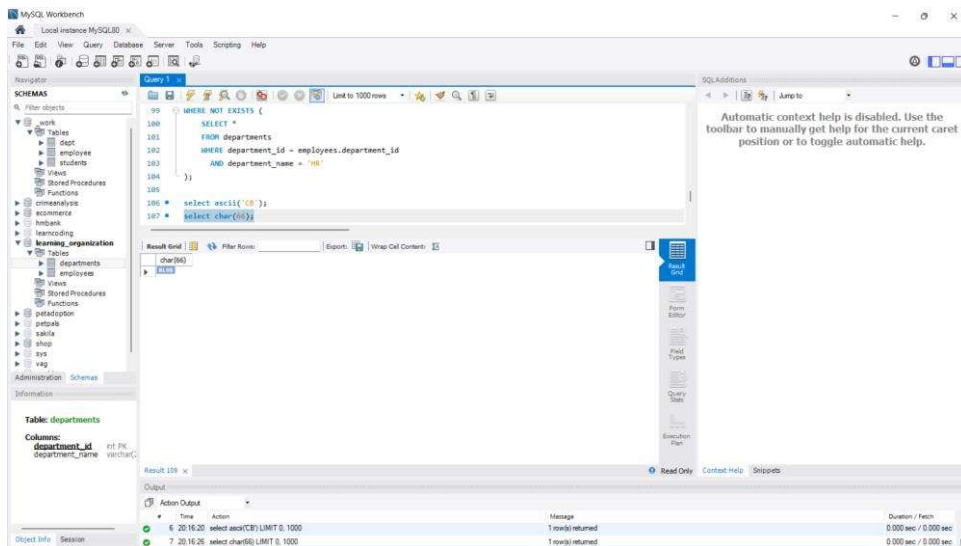 MySQL Workbench
Local instance MySQL80 ×
File Edit View Query Database Server Tools Scripting Help
Navigator
SCHEMAS
Filter objects
_work
Tables
dept
employee
students
Views
Stored Procedures
Functions
crimeanalysis
ecommerce
hmbank
learncoding
learning_organization
Tables
departments
employees
Views
Stored Procedures
Functions
petadoption
petpals
sakila
shop
sys
vag
Administration Schemas
Information
Table: departments
Columns:
department_id int PK
department_name
Object Info Session
Query 1 ×
Limit to 1000 rows
99 WHERE NOT EXISTS (
100 SELECT *
101 FROM departments
102 WHERE department_id = employees.department_id
103 AND department_name = 'HR'
104 );
105
106 select ascii('CB');
107 select char(66);
Result Grid Filter Rows: Export: Wrap Cell Content:
char(66)
BLOB
Result Grid
Form Editor
Field Types
Query Stats
Execution Plan
Result 109 × Read Only
Output
Action Output
# Time Action Message Duration / Fetch
6 20:16:20 select ascii('CB') LIMIT 0, 1000 1 row(s) returned 0.000 sec / 0.000 sec
7 20:16:26 select char(66) LIMIT 0, 1000 1 row(s) returned 0.000 sec / 0.000 sec
SQLAdditions
Jump to
Automatic context help is disabled. Use the
toolbar to manually get help for the current caret
position or to toggle automatic help.
Context Help Snippets